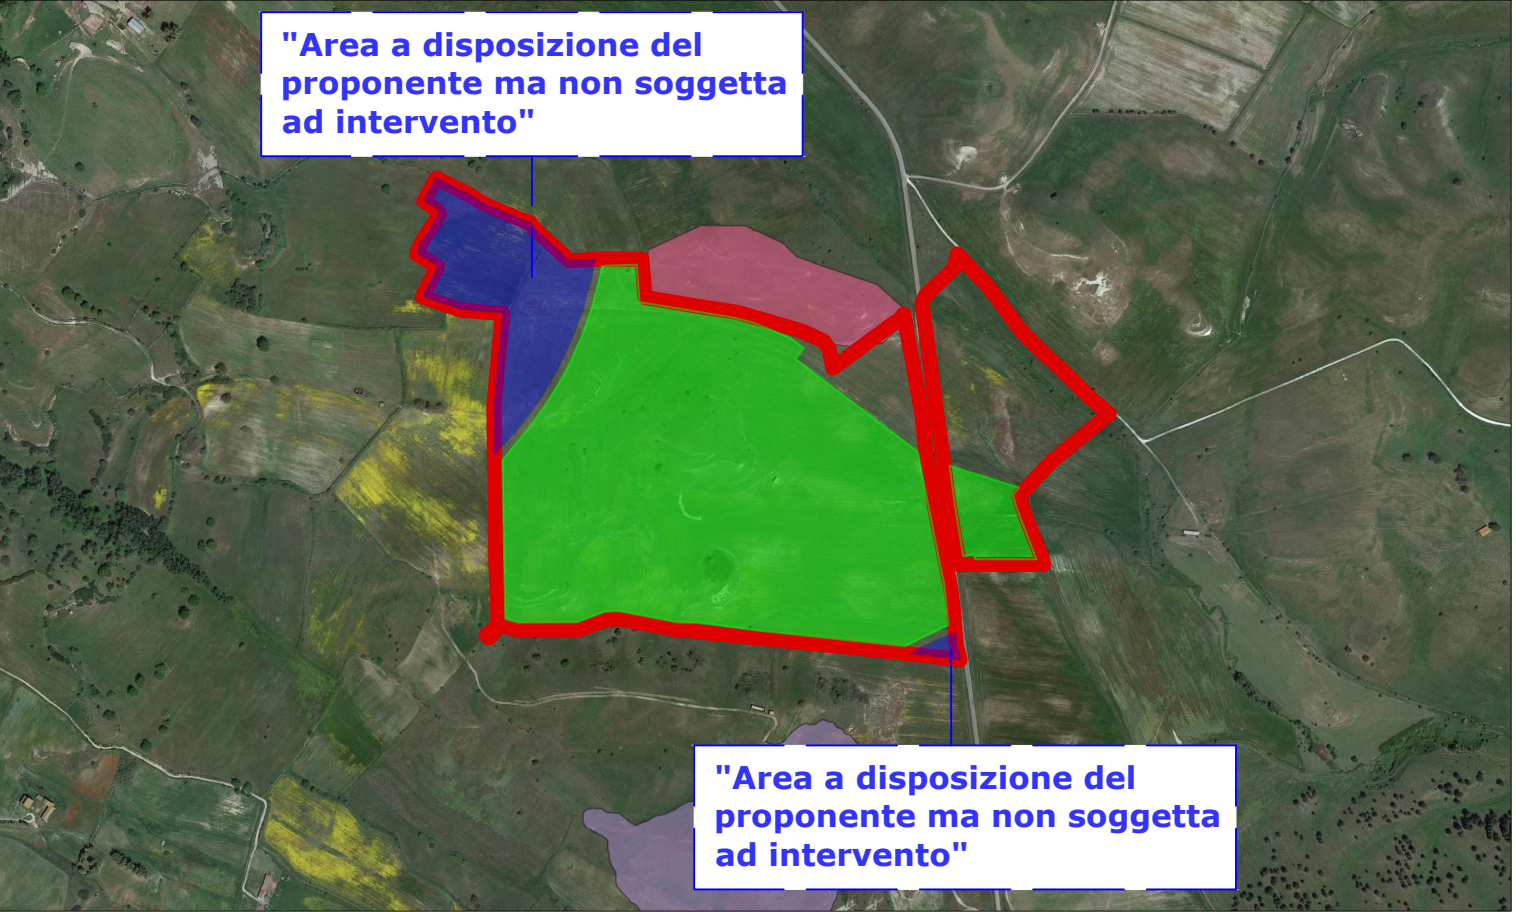 "Area a disposizione del
proponente ma non soggetta
ad intervento"
"Area a disposizione del
proponente ma non soggetta
ad intervento"